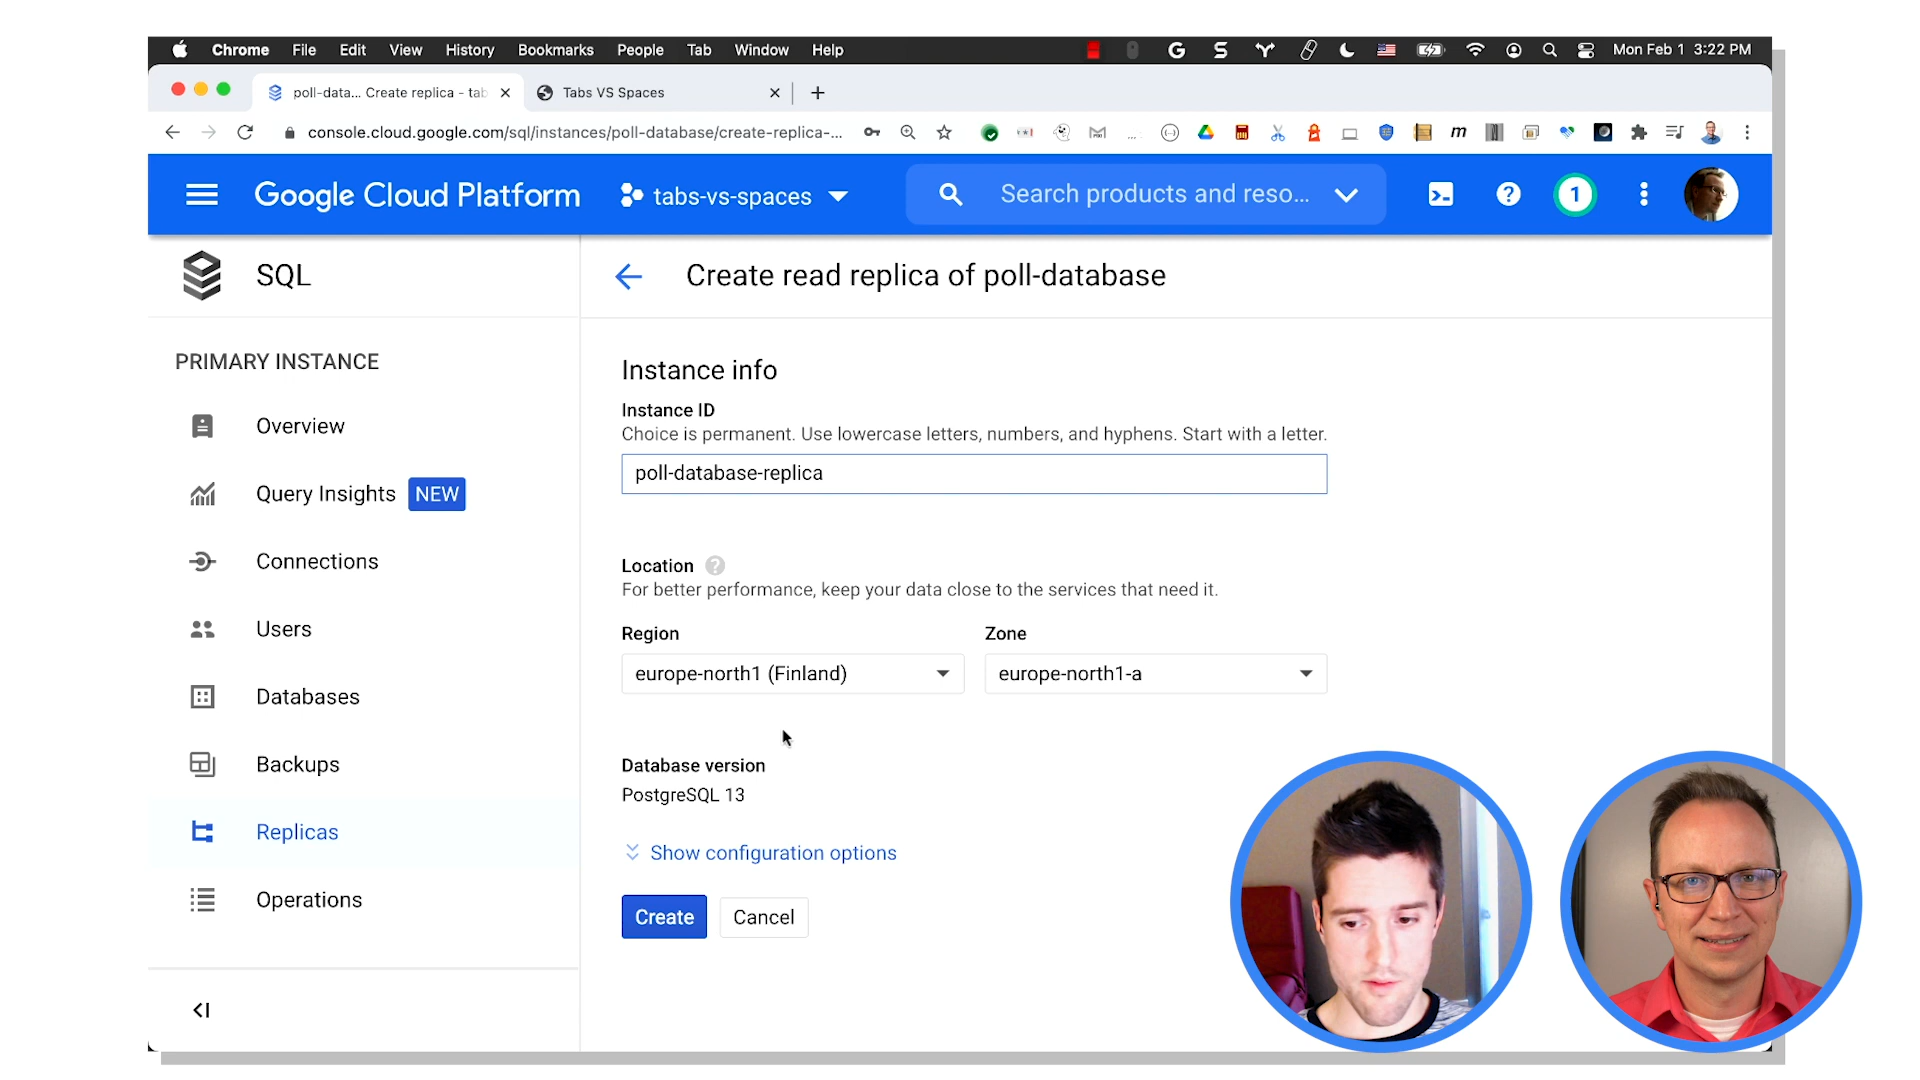 Chrome File Edit View History Bookmarks People Tab Window Help Mon Feb 1 3:22 PM
poll-data... Create replica - tab Tabs VS Spaces
console.cloud.google.com/sql/instances/poll-database/create-replica-...
Google Cloud Platform tabs-vs-spaces Search products and reso... 1
SQL
Create read replica of poll-database
PRIMARY INSTANCE
Overview
Query Insights NEW
Connections
Users
Databases
Backups
Replicas
Operations
Instance info
Instance ID
Choice is permanent. Use lowercase letters, numbers, and hyphens. Start with a letter.
poll-database-replica
Location
For better performance, keep your data close to the services that need it.
Region Zone
europe-north1 (Finland) europe-north1-a
Database version
PostgreSQL 13
Show configuration options
Create Cancel